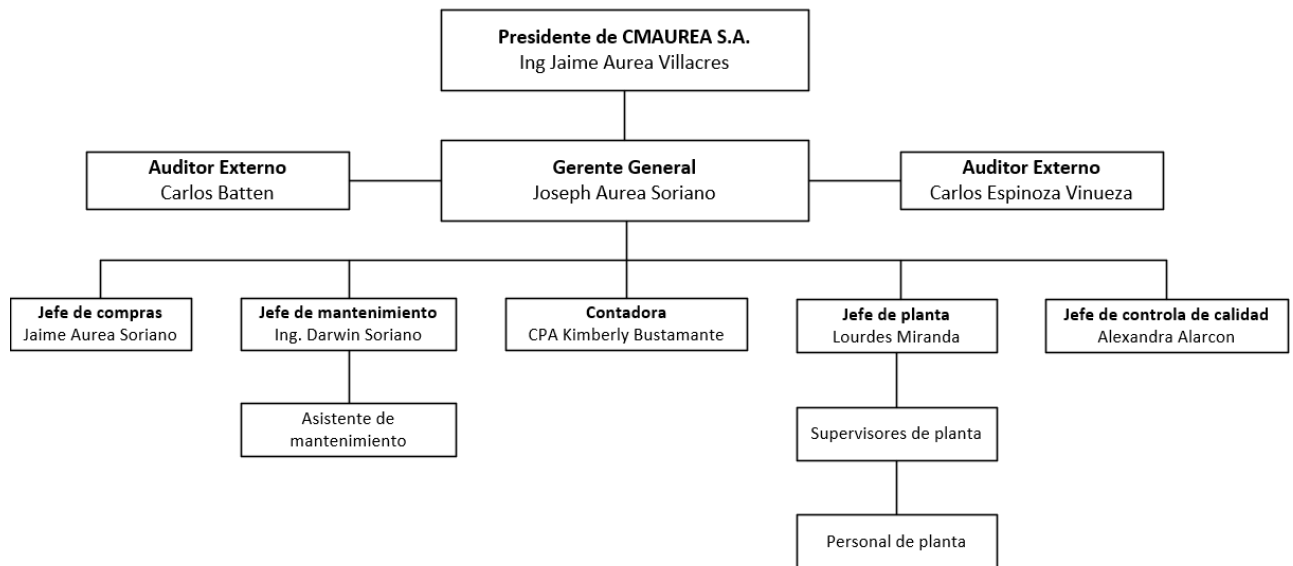 Presidente de CMAUREA S.A.
Ing Jaime Aurea Villacres
Auditor Externo
Carlos Batten
Gerente General
Joseph Aurea Soriano
Auditor Externo
Carlos Espinoza Vinueza
Jefe de compras
Jaime Aurea Soriano
Jefe de mantenimiento
Ing. Darwin Soriano
Contadora
CPA Kimberly Bustamante
Jefe de planta
Lourdes Miranda
Jefe de controla de calidad
Alexandra Alarcon
Asistente de
mantenimiento
Supervisores de planta
Personal de planta